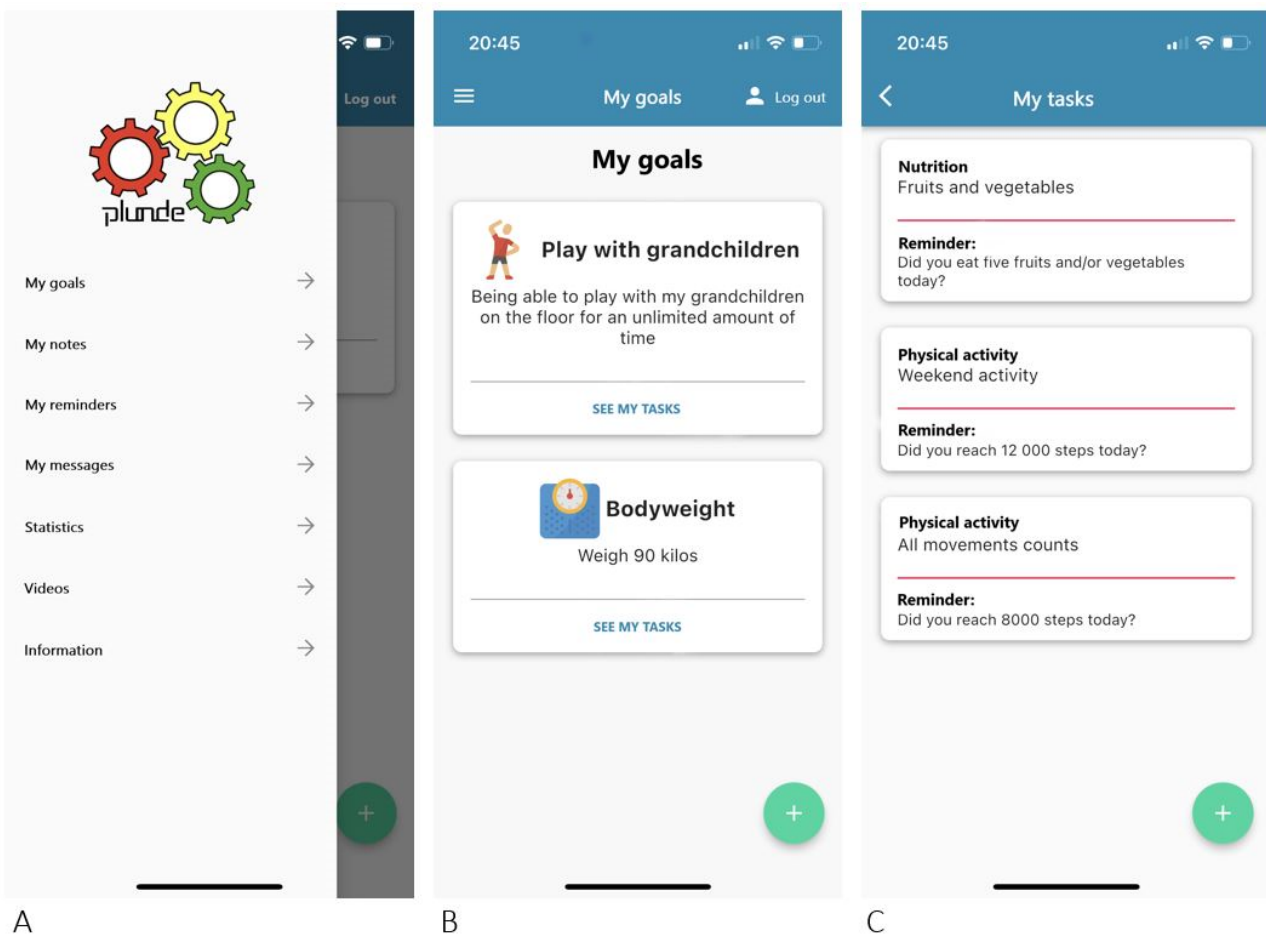 Log out
plunde
My goals
My notes
My reminders
My messages
Statistics
Videos
Information
+
A
20:45
My goals
Log out
My goals
Play with grandchildren
Being able to play with my grandchildren
on the floor for an unlimited amount of
time
SEE MY TASKS
Bodyweight
Weigh 90 kilos
SEE MY TASKS
+
B
20:45
My tasks
Nutrition
Fruits and vegetables
Reminder:
Did you eat five fruits and/or vegetables
today?
Physical activity
Weekend activity
Reminder:
Did you reach 12 000 steps today?
Physical activity
All movements counts
Reminder:
Did you reach 8000 steps today?
+
C